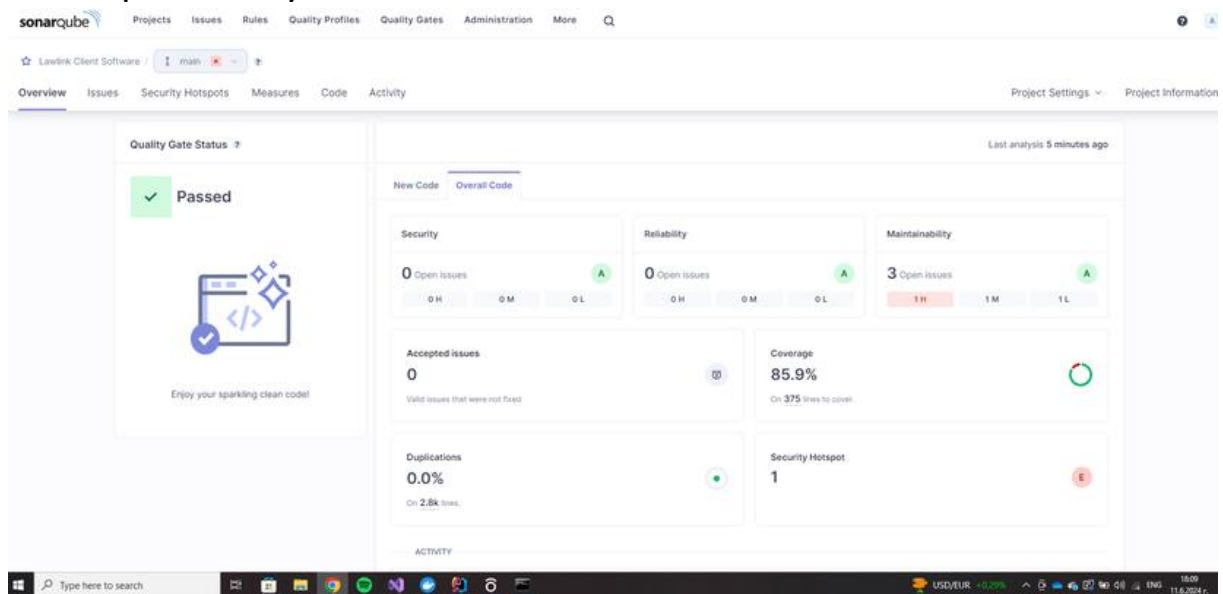 sonarqube Projects Issues Rules Quality Profiles Quality Gates Administration More A
Lawlink Client Software / main
Overview Issues Security Hotspots Measures Code Activity Project Settings Project Information
Quality Gate Status ?
Last analysis 5 minutes ago
Passed
Enjoy your sparkling clean code!
New Code Overall Code
Security
0 Open issues A
0 H 0 M 0 L
Reliability
0 Open issues A
0 H 0 M 0 L
Maintainability
3 Open issues A
1 H 1 M 1 L
Accepted issues
0
Valid issues that were not fixed
Coverage
85.9%
On 375 lines to cover.
Duplications
0.0%
On 2.8k lines.
Security Hotspot
1 E
ACTIVITY
Type here to search USD/EUR +0,29% ENG 18:09
11.6.2024 г.